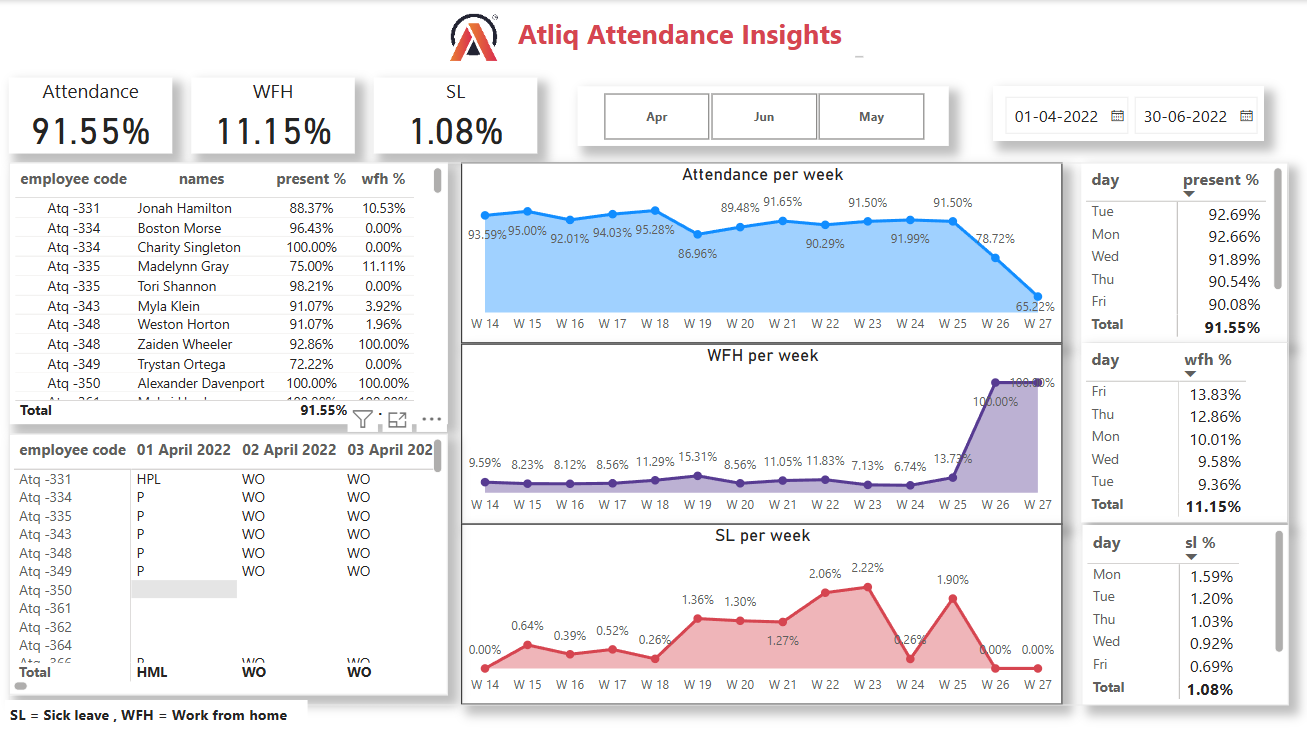 Atliq Attendance Insights
Attendance
91.55%
WFH
11.15%
SL
1.08%
Apr Jun May
01-04-2022 30-06-2022
employee code names present % wfh %
Atq -331 Jonah Hamilton 88.37% 10.53%
Atq -334 Boston Morse 96.43% 0.00%
Atq -334 Charity Singleton 100.00% 0.00%
Atq -335 Madelynn Gray 75.00% 11.11%
Atq -335 Tori Shannon 98.21% 0.00%
Atq -343 Myla Klein 91.07% 3.92%
Atq -348 Weston Horton 91.07% 1.96%
Atq -348 Zaiden Wheeler 92.86% 100.00%
Atq -349 Trystan Ortega 72.22% 0.00%
Atq -350 Alexander Davenport 100.00% 100.00%
Total 91.55%
employee code 01 April 2022 02 April 2022 03 April 202
Atq -331 HPL WO WO
Atq -334 P WO WO
Atq -335 P WO WO
Atq -343 P WO WO
Atq -348 P WO WO
Atq -349 P WO WO
Atq -350
Atq -361
Atq -362
Atq -364
Total HML WO WO
SL = Sick leave , WFH = Work from home
Attendance per week
93.59% 95.00% 92.01% 94.03% 95.28% 86.96% 89.48% 91.65% 90.29% 91.50% 91.99% 91.50% 78.72% 65.22%
W 14 W 15 W 16 W 17 W 18 W 19 W 20 W 21 W 22 W 23 W 24 W 25 W 26 W 27
WFH per week
9.59% 8.23% 8.12% 8.56% 11.29% 15.31% 8.56% 11.05% 11.83% 7.13% 6.74% 13.73% 100.00% 100.00%
W 14 W 15 W 16 W 17 W 18 W 19 W 20 W 21 W 22 W 23 W 24 W 25 W 26 W 27
SL per week
0.00% 0.64% 0.39% 0.52% 0.26% 1.36% 1.30% 1.27% 2.06% 2.22% 0.26% 1.90% 0.00% 0.00%
W 14 W 15 W 16 W 17 W 18 W 19 W 20 W 21 W 22 W 23 W 24 W 25 W 26 W 27
day present %
Tue 92.69%
Mon 92.66%
Wed 91.89%
Thu 90.54%
Fri 90.08%
Total 91.55%
day wfh %
Fri 13.83%
Thu 12.86%
Mon 10.01%
Wed 9.58%
Tue 9.36%
Total 11.15%
day sl %
Mon 1.59%
Tue 1.20%
Thu 1.03%
Wed 0.92%
Fri 0.69%
Total 1.08%